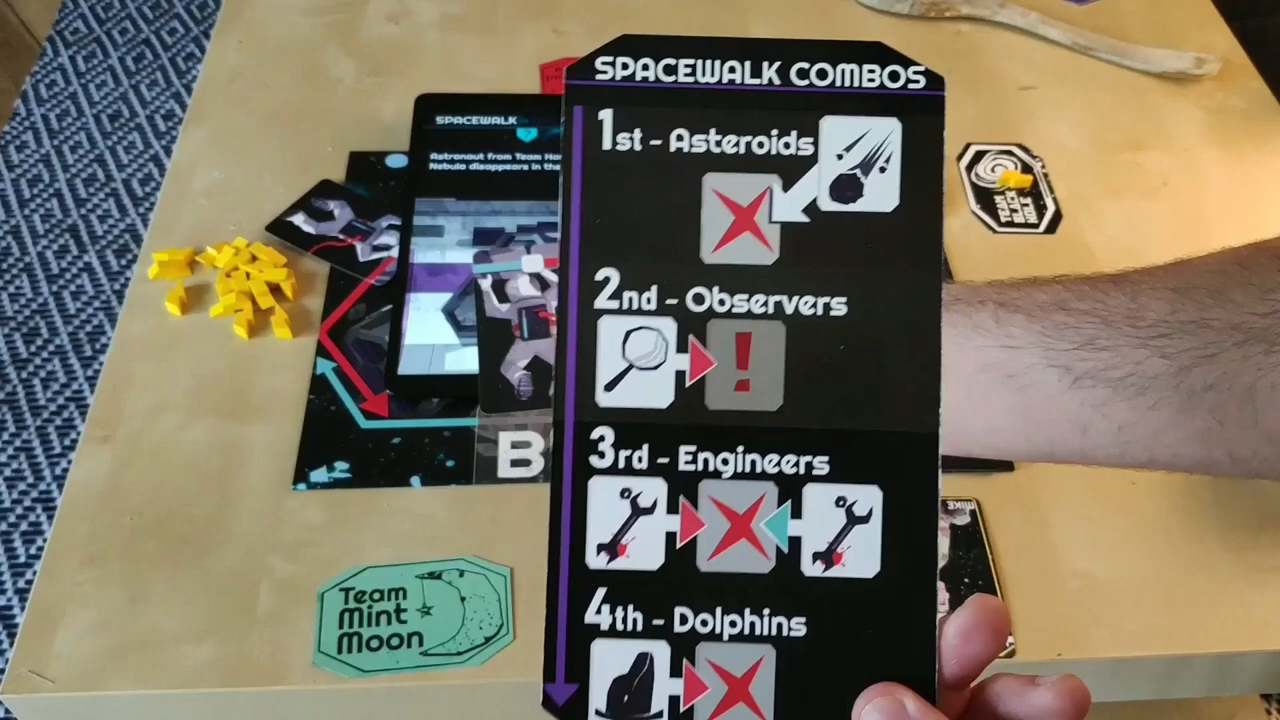 SPACEWALK COMBOS
1st - Asteroids
2nd - Observers
!
3rd - Engineers
4th - Dolphins
SPACEWALK
?
Astronaut from Team
Nebula disappears in the
B
Team
Mint
Moon
TEAM
BLACK
HOLE
MIKE